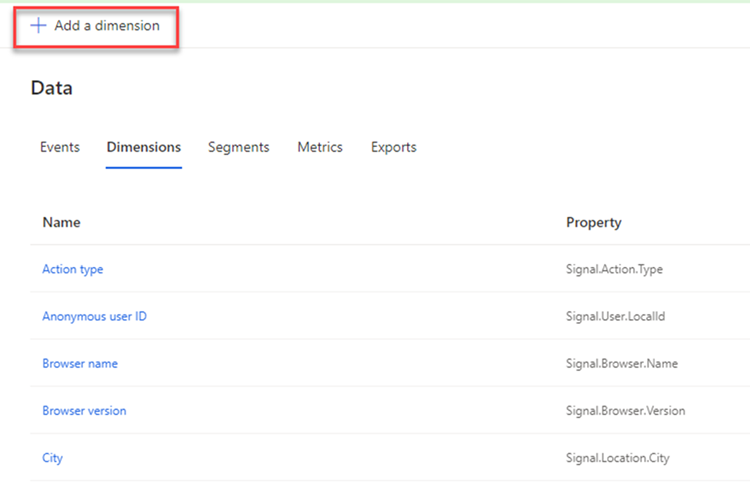 Add a dimension
Data
Events Dimensions Segments Metrics Exports
Name Property
Action type Signal.Action.Type
Anonymous user ID Signal.User.LocalId
Browser name Signal.Browser.Name
Browser version Signal.Browser.Version
City Signal.Location.City